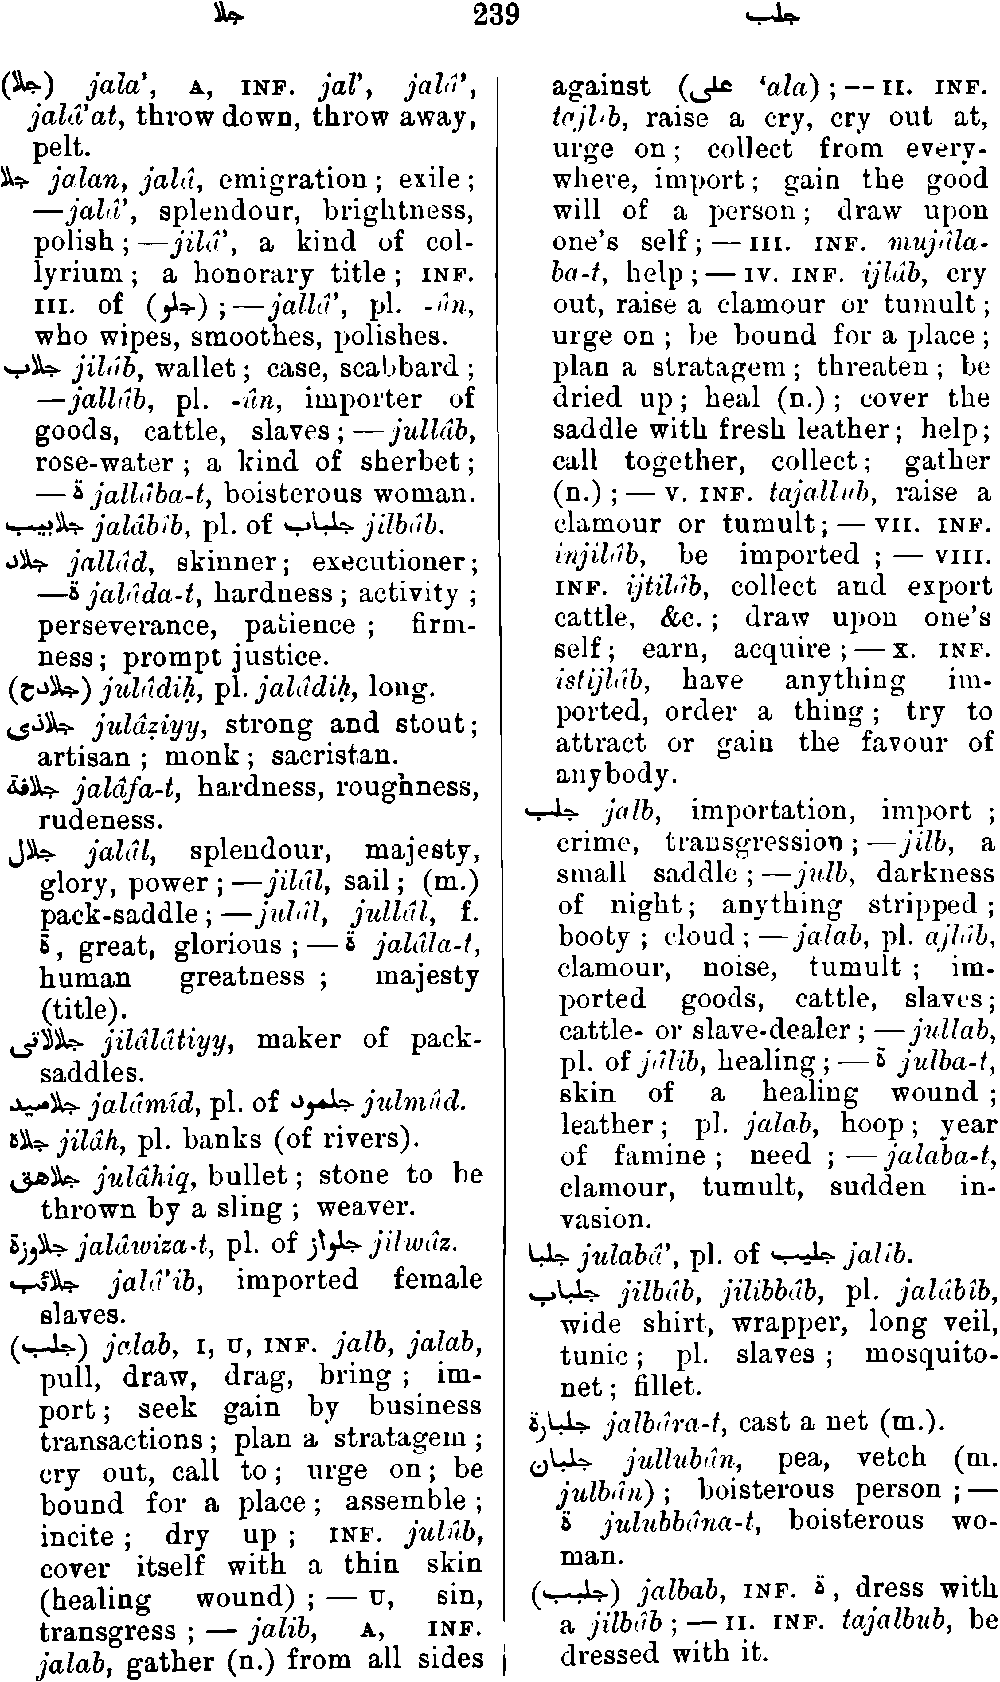 جلا 239 جلب
(جلا) jala’, A, INF. jal’, jalâ’,
jalâ’at, throw down, throw away,
pelt.
جلا jalan, jalâ, emigration ; exile ;
—jalâ’, splendour, brightness,
polish ; —jilâ’, a kind of col-
lyrium ; a honorary title ; INF.
III. of (جلو) ; —jallâ’, pl. -ûn,
who wipes, smoothes, polishes.
جلاب jilâb, wallet ; case, scabbard ;
—jallâb, pl. -ûn, importer of
goods, cattle, slaves ; —jullâb,
rose-water ; a kind of sherbet ;
— ة jallâba-t, boisterous woman.
جلابيب jalâbîb, pl. of جلباب jilbâb.
جلاد jallâd, skinner ; executioner ;
—ة jalâda-t, hardness ; activity ;
perseverance, patience ; firm-
ness ; prompt justice.
(جلادح) julâdiḥ, pl. jalâdiḥ, long.
جلاذى julâẕiyy, strong and stout ;
artisan ; monk ; sacristan.
جلافة jalâfa-t, hardness, roughness,
rudeness.
جلال jalâl, splendour, majesty,
glory, power ; —jilâl, sail ; (m.)
pack-saddle ; —julâl, jullâl, f.
ة, great, glorious ; — ة jalâla-t,
human greatness ; majesty
(title).
جلالاتى jilâlâtiyy, maker of pack-
saddles.
جلاميد jalâmîd, pl. of جلمود julmûd.
جلاه jilâh, pl. banks (of rivers).
جلاهق julâhiq, bullet ; stone to be
thrown by a sling ; weaver.
جلاوزة jalâwiza-t, pl. of جلواز jilwâz.
جلائب jalâ’ib, imported female
slaves.
(جلب) jalab, I, U, INF. jalb, jalab,
pull, draw, drag, bring ; im-
port ; seek gain by business
transactions ; plan a stratagem ;
cry out, call to ; urge on ; be
bound for a place ; assemble ;
incite ; dry up ; INF. julûb,
cover itself with a thin skin
(healing wound) ; — U, sin,
transgress ; — jalib, A, INF.
jalab, gather (n.) from all sides
against (على ‘ala) ; — II. INF.
tajlîb, raise a cry, cry out at,
urge on ; collect from every-
where, import ; gain the good
will of a person ; draw upon
one's self ; — III. INF. mujâla-
ba-t, help ; — IV. INF. ijlâb, cry
out, raise a clamour or tumult ;
urge on ; be bound for a place ;
plan a stratagem ; threaten ; be
dried up ; heal (n.) ; cover the
saddle with fresh leather ; help ;
call together, collect ; gather
(n.) ; — V. INF. tajallub, raise a
clamour or tumult ; — VII. INF.
injilâb, be imported ; — VIII.
INF. ijtilâb, collect and export
cattle, &c. ; draw upon one's
self ; earn, acquire ; — X. INF.
istijlâb, have anything im-
ported, order a thing ; try to
attract or gain the favour of
anybody.
جلب jalb, importation, import ;
crime, transgression ; —jilb, a
small saddle ; —julb, darkness
of night ; anything stripped ;
booty ; cloud ; —jalab, pl. ajlâb,
clamour, noise, tumult ; im-
ported goods, cattle, slaves ;
cattle- or slave-dealer ; —jullab,
pl. of jâlib, healing ; — ة julba-t,
skin of a healing wound ;
leather ; pl. jalab, hoop ; year
of famine ; need ; — jalaba-t,
clamour, tumult, sudden in-
vasion.
جلبا julabâ’, pl. of جليب jalîb.
جلباب jilbâb, jilibbâb, pl. jalâbîb,
wide shirt, wrapper, long veil,
tunic ; pl. slaves ; mosquito-
net ; fillet.
جلبارة jalbâra-t, cast a net (m.).
جلبان jullubân, pea, vetch (m.
julbân) ; boisterous person ; —
ة julubbâna-t, boisterous wo-
man.
(جلبب) jalbab, INF. ة, dress with
a jilbâb ; — II. INF. tajalbub, be
dressed with it.